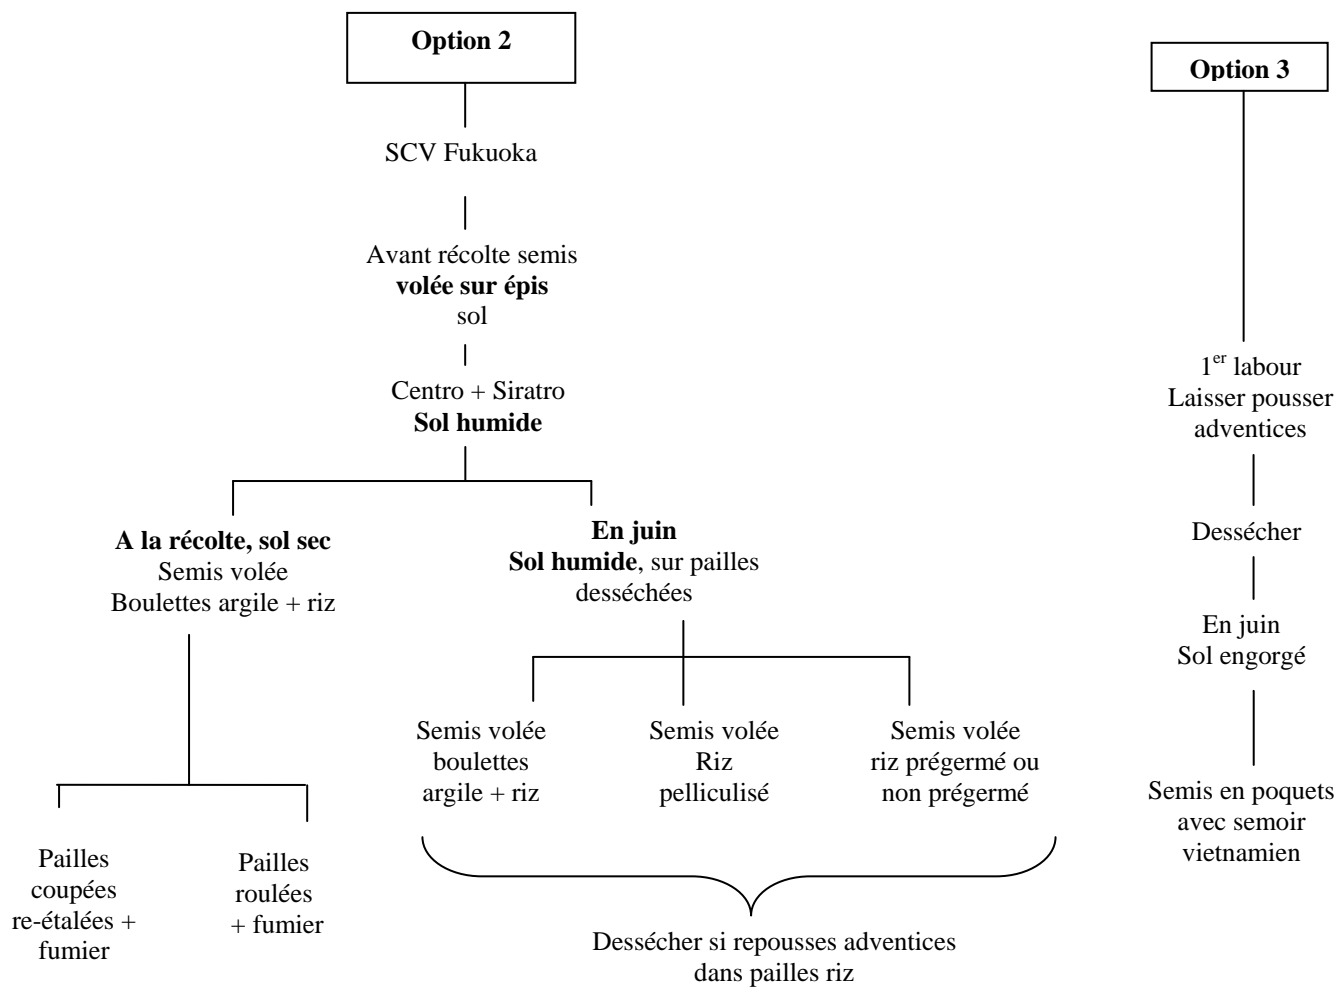 Option 2
SCV Fukuoka
Avant récolte semis
volée sur épis
sol
Centro + Siratro
Sol humide
A la récolte, sol sec
Semis volée
Boulettes argile + riz
Pailles
coupées
re-étalées +
fumier
Pailles
roulées
+ fumier
En juin
Sol humide, sur pailles
desséchées
Semis volée
boulettes
argile + riz
Semis volée
Riz
pelliculisé
Semis volée
riz prégermé ou
non prégermé
Dessécher si repousses adventices
dans pailles riz
Option 3
1er labour
Laisser pousser
adventices
Dessécher
En juin
Sol engorgé
Semis en poquets
avec semoir
vietnamien